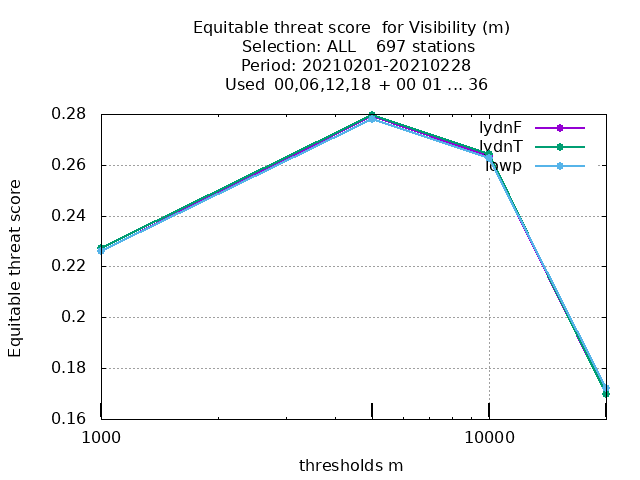 Equitable threat score for Visibility (m)
Selection: ALL 697 stations
Period: 20210201-20210228
Used 00,06,12,18 + 00 01 ... 36
0.28
0.26
0.24
0.22
0.2
0.18
0.16
Equitable threat score
lydnF
lydnT
lowp
1000
10000
thresholds m